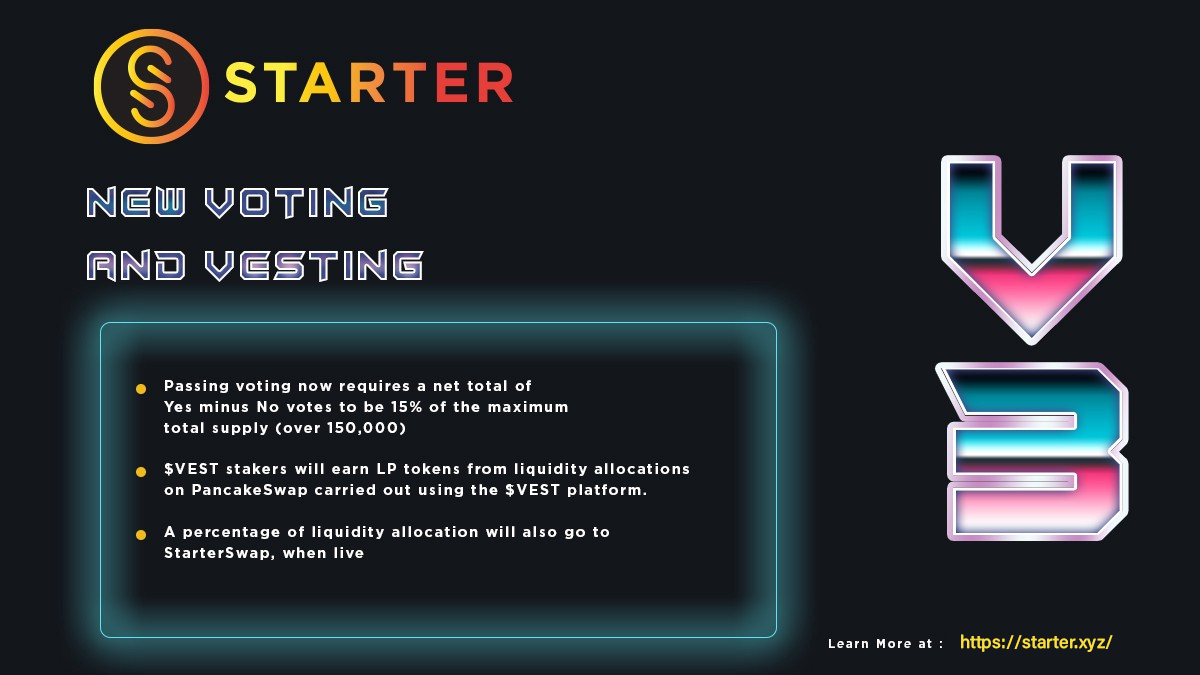 STARTER
NEW VOTING
AND VESTING
Passing voting now requires a net total of
Yes minus No votes to be 15% of the maximum
total supply (over 150,000)
$VEST stakers will earn LP tokens from liquidity allocations
on PancakeSwap carried out using the $VEST platform.
A percentage of liquidity allocation will also go to
StarterSwap, when live
V
3
Learn More at : https://starter.xyz/